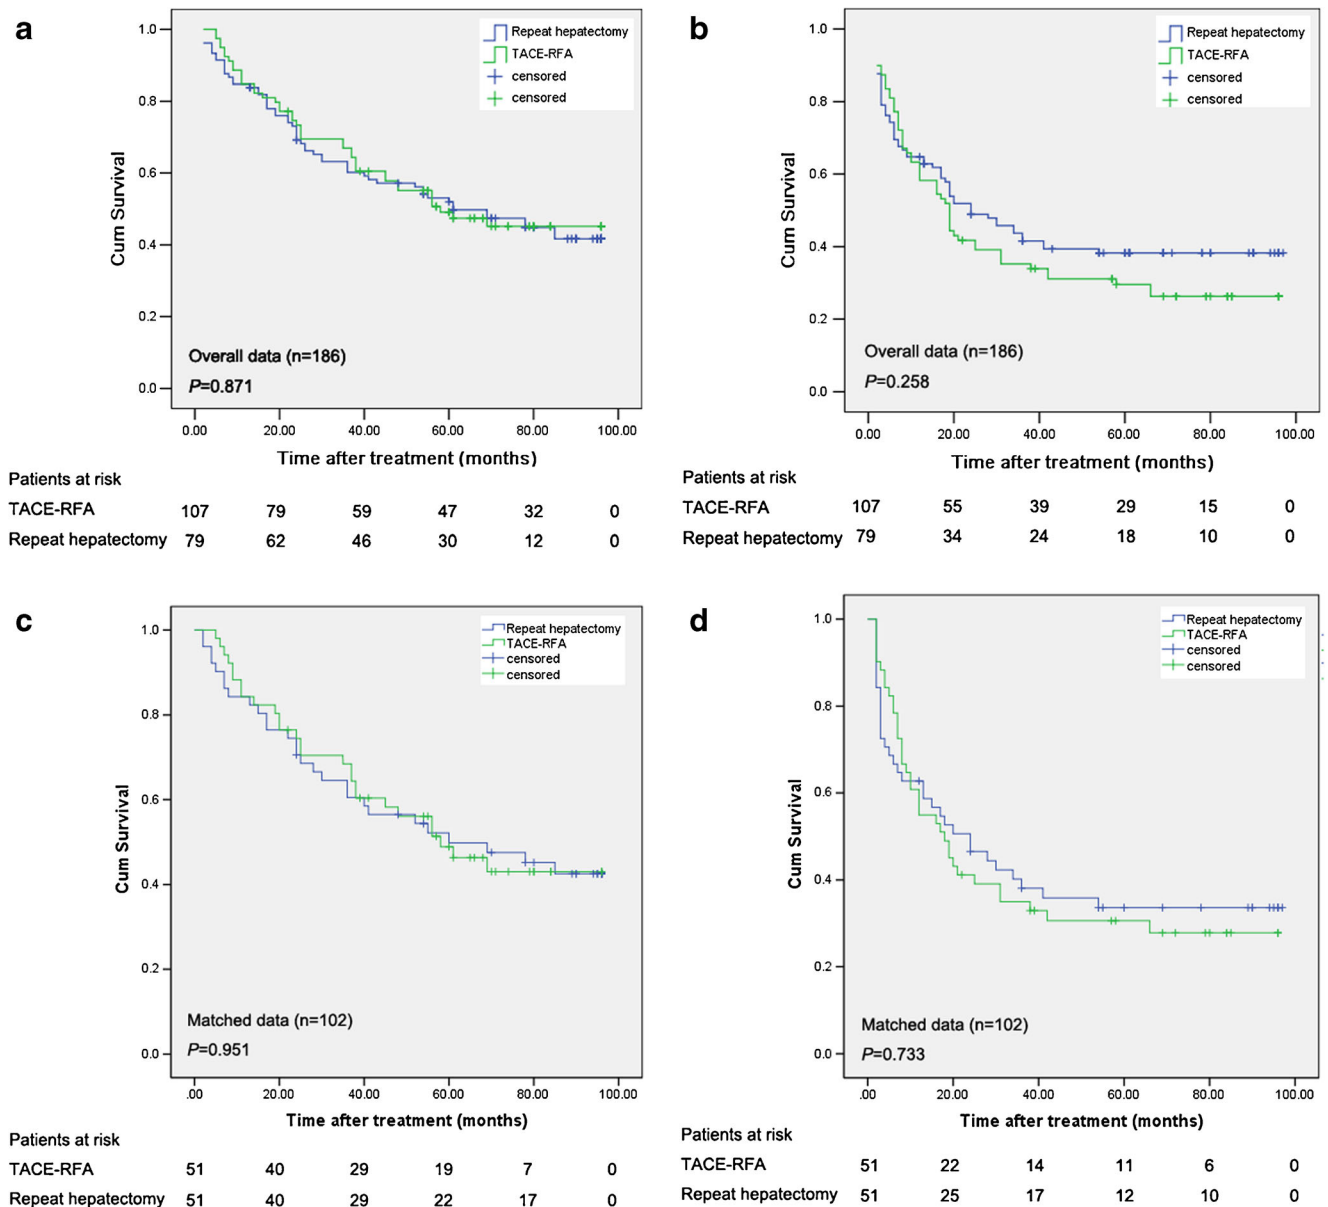 a
Repeat hepatectomy
TACE-RFA
censored
censored
1.0
0.8
0.6
0.4
0.2
0.0
Cum Survival
Overall data (n=186)
P=0.871
0.00 20.00 40.00 60.00 80.00 100.00
Time after treatment (months)
Patients at risk
TACE-RFA 107 79 59 47 32 0
Repeat hepatectomy 79 62 46 30 12 0
b
Repeat hepatectomy
TACE-RFA
censored
censored
1.0
0.8
0.6
0.4
0.2
0.0
Cum Survival
Overall data (n=186)
P=0.258
0.00 20.00 40.00 60.00 80.00 100.00
Time after treatment (months)
Patients at risk
TACE-RFA 107 55 39 29 15 0
Repeat hepatectomy 79 34 24 18 10 0
c
Repeat hepatectomy
TACE-RFA
censored
censored
1.0
0.8
0.6
0.4
0.2
0.0
Cum Survival
Matched data (n=102)
P=0.951
.00 20.00 40.00 60.00 80.00 100.00
Time after treatment (months)
Patients at risk
TACE-RFA 51 40 29 19 7 0
Repeat hepatectomy 51 40 29 22 17 0
d
Repeat hepatectomy
TACE-RFA
censored
censored
1.0
0.8
0.6
0.4
0.2
0.0
Cum Survival
Matched data (n=102)
P=0.733
.00 20.00 40.00 60.00 80.00 100.00
Time after treatment (months)
Patients at risk
TACE-RFA 51 22 14 11 6 0
Repeat hepatectomy 51 25 17 12 10 0